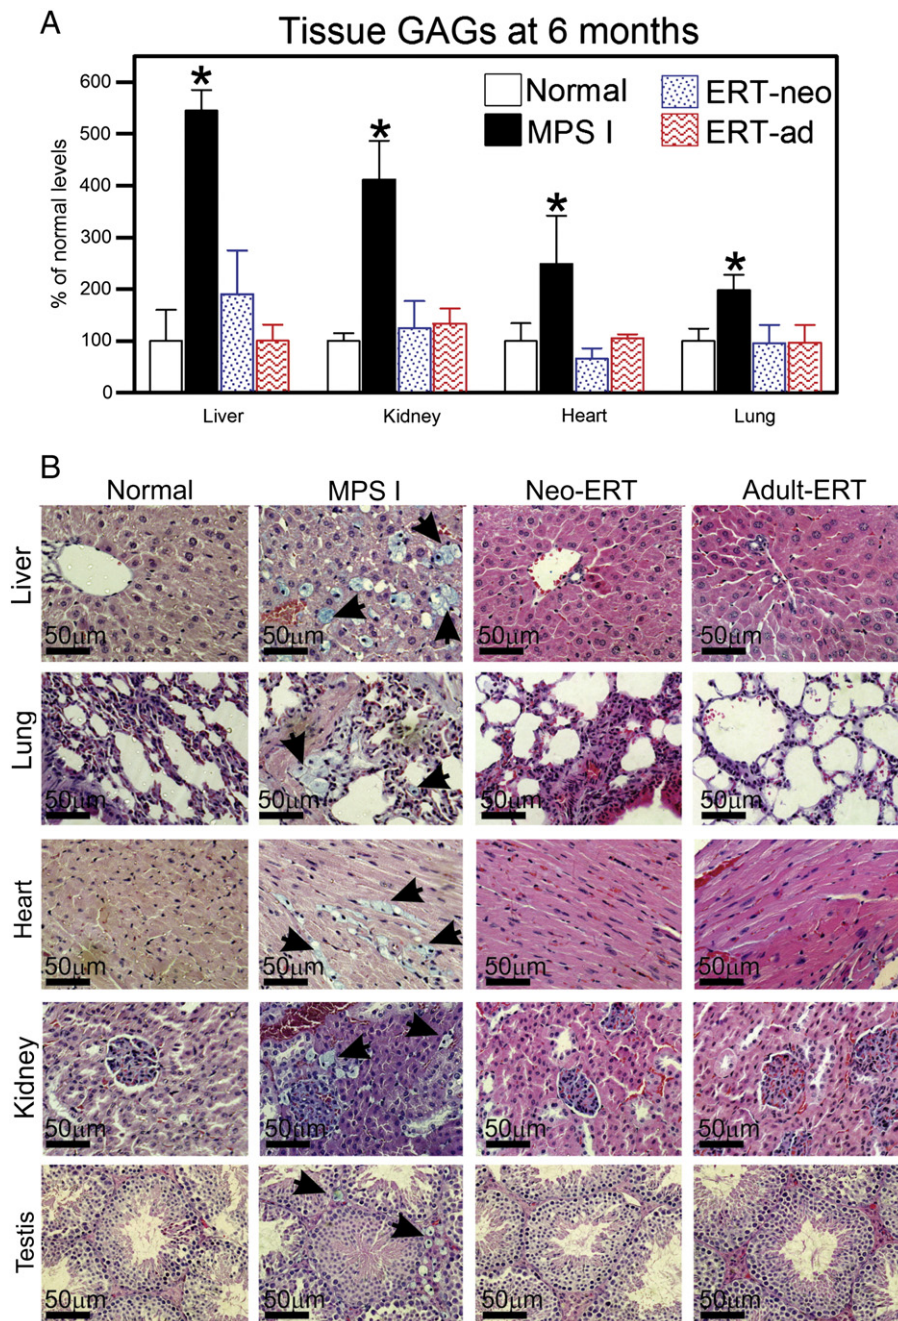 A
Tissue GAGs at 6 months
600
500
400
300
200
100
0
% of normal levels
Normal
MPS I
ERT-neo
ERT-ad
*
*
*
*
Liver Kidney Heart Lung
B
Normal MPS I Neo-ERT Adult-ERT
Liver
50µm 50µm 50µm 50µm
Lung
50µm 50µm 50µm 50µm
Heart
50µm 50µm 50µm 50µm
Kidney
50µm 50µm 50µm 50µm
Testis
50µm 50µm 50µm 50µm